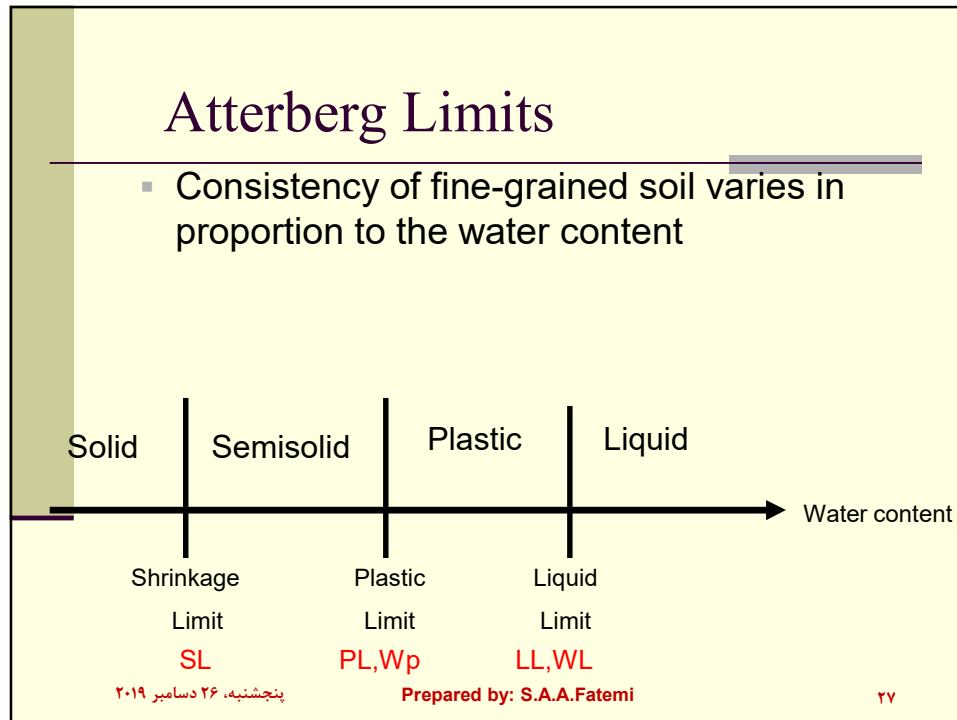 Atterberg Limits
Consistency of fine-grained soil varies in
proportion to the water content
Solid
Semisolid
Plastic
Liquid
Water content
Shrinkage
Limit
SL
Plastic
Limit
PL,Wp
Liquid
Limit
LL,WL
پنجشنبه، ۲۶ دسامبر ۲۰۱۹
Prepared by: S.A.A.Fatemi
۲۷